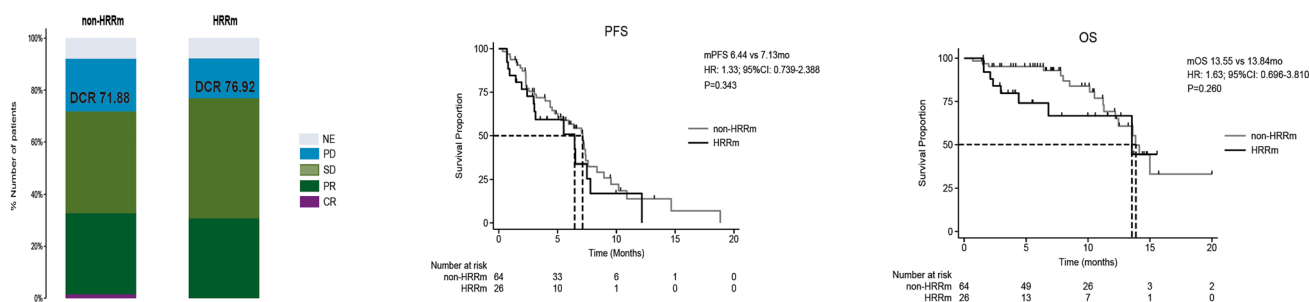 non-HRRm HRRm
100%
80%
60%
40%
20%
0%
% Number of patients
DCR 71.88 DCR 76.92
NE
PD
SD
PR
CR
PFS
mPFS 6.44 vs 7.13mo
HR: 1.33; 95%CI: 0.739-2.388
P=0.343
non-HRRm
HRRm
Survival Proportion
100
75
50
25
0
0 5 10 15 20
Time (Months)
Number at risk
non-HRRm 64 33 6 1 0
HRRm 26 10 1 0 0
OS
mOS 13.55 vs 13.84mo
HR: 1.63; 95%CI: 0.696-3.810
P=0.260
non-HRRm
HRRm
Survival Proportion
100
75
50
25
0
0 5 10 15 20
Time (Months)
Number at risk
non-HRRm 64 49 26 3 2
HRRm 26 13 7 1 0